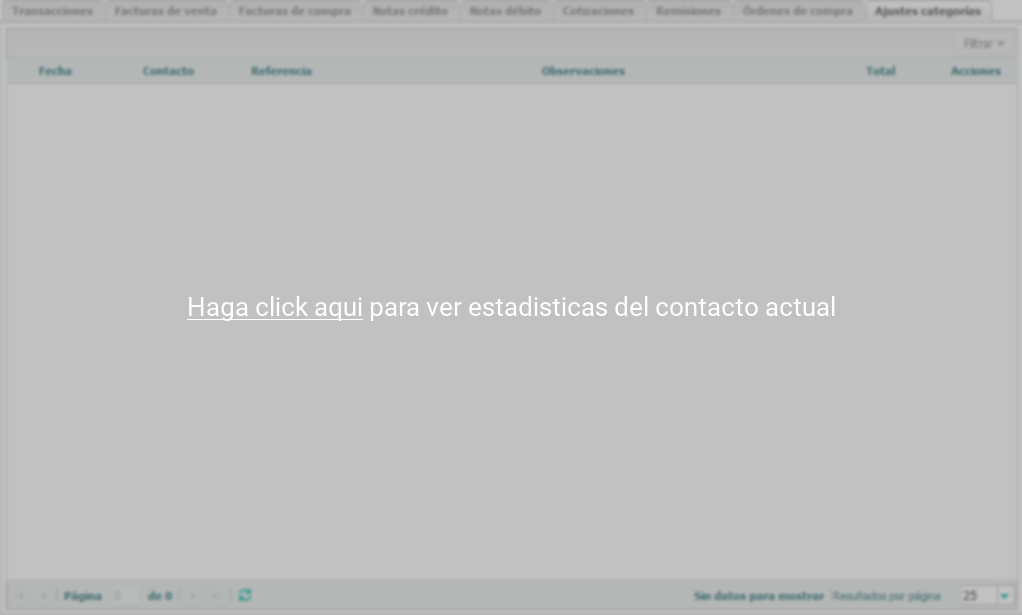 Transacciones Facturas de venta Facturas de compra Notas crédito Notas débito Cotizaciones Remisiones Órdenes de compra Ajustes categorías
Filtrar
Fecha Contacto Referencia Observaciones Total Acciones
Haga click aqui para ver estadisticas del contacto actual
Página 0 de 0 Sin datos para mostrar Resultados por página 25